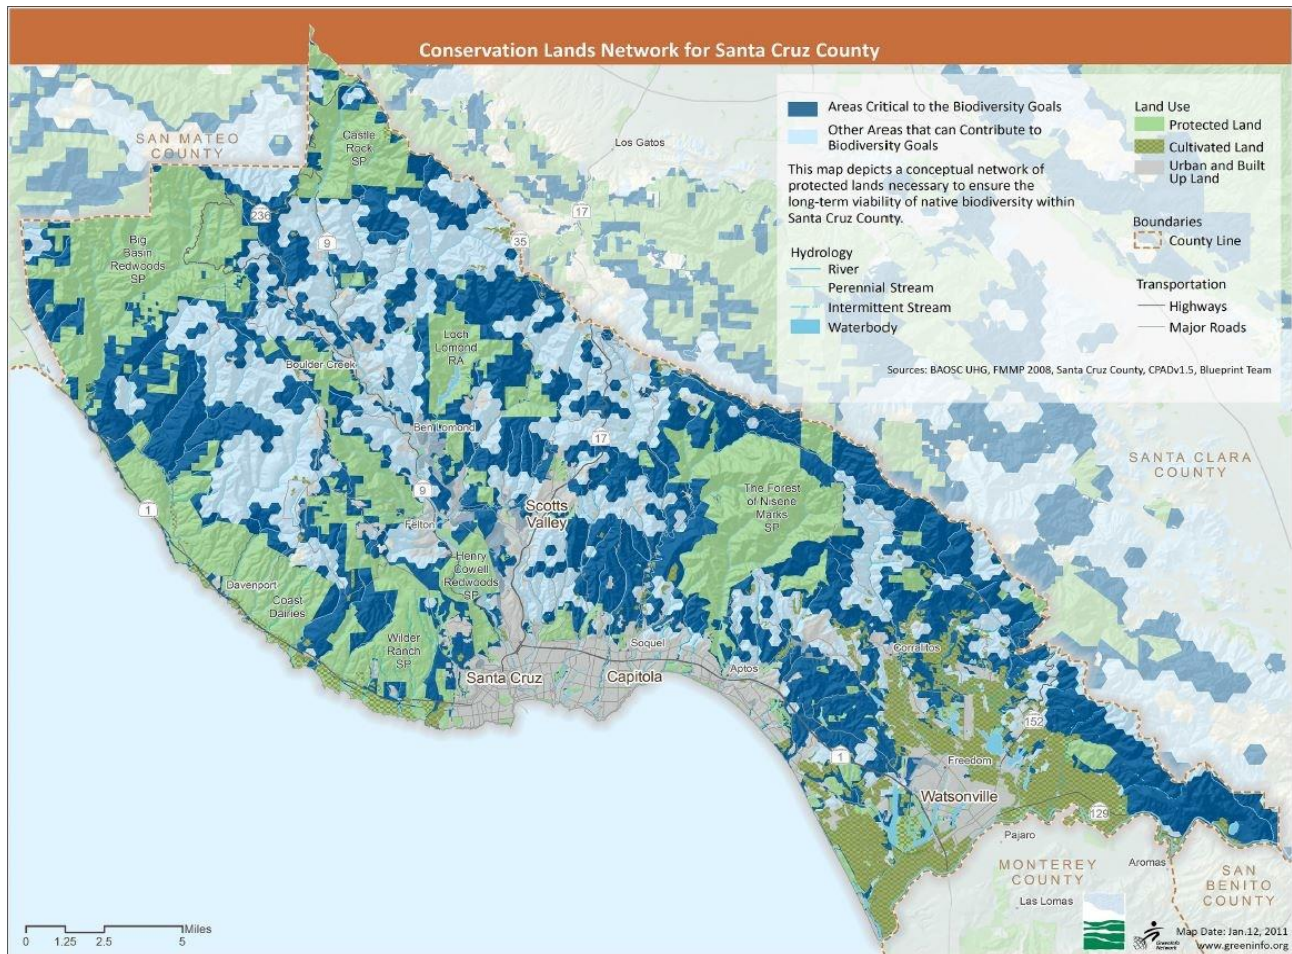 Conservation Lands Network for Santa Cruz County
Areas Critical to the Biodiversity Goals
Other Areas that can Contribute to
Biodiversity Goals
This map depicts a conceptual network of
protected lands necessary to ensure the
long-term viability of native biodiversity within
Santa Cruz County.
Hydrology
River
Perennial Stream
Intermittent Stream
Waterbody
Land Use
Protected Land
Cultivated Land
Urban and Built
Up Land
Boundaries
County Line
Transportation
Highways
Major Roads
Sources: BAOSC UHG, FMMP 2008, Santa Cruz County, CPADv1.5, Blueprint Team
SAN MATEO
COUNTY
Castle
Rock
SP
Los Gatos
17
236
9
35
Big
Basin
Redwoods
SP
Loch
Lomond
RA
Boulder Creek
Ben Lomond
17
SANTA CLARA
COUNTY
9
The Forest
of Nisene
Marks
SP
Scotts
Valley
1
Felton
Henry
Cowell
Redwoods
SP
Davenport
Coast
Dairies
Wilder
Ranch
SP
Soquel
Corralitos
Santa Cruz
Capitola
Aptos
152
1
Freedom
Watsonville
129
Pajaro
MONTEREY
COUNTY
Aromas
SAN
BENITO
COUNTY
Las Lomas
0 1.25 2.5 5 Miles
GreenInfo
Network
Map Date: Jan.12, 2011
www.greeninfo.org